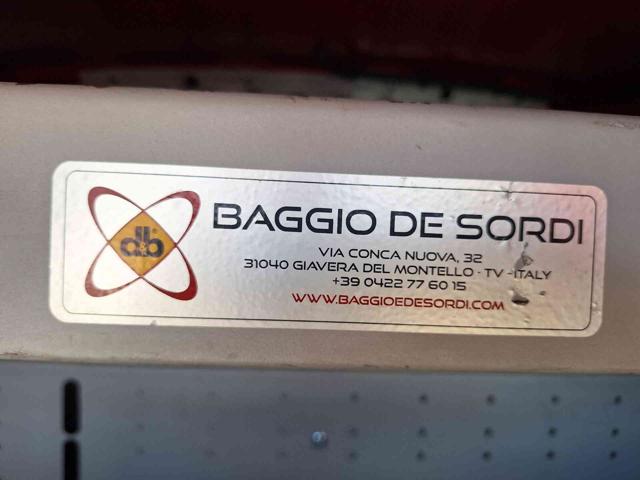 d&b®
BAGGIO DE SORDI
VIA CONCA NUOVA, 32
31040 GIAVERA DEL MONTELLO - TV - ITALY
+39 0422 77 60 15
WWW.BAGGIOEDESORDI.COM